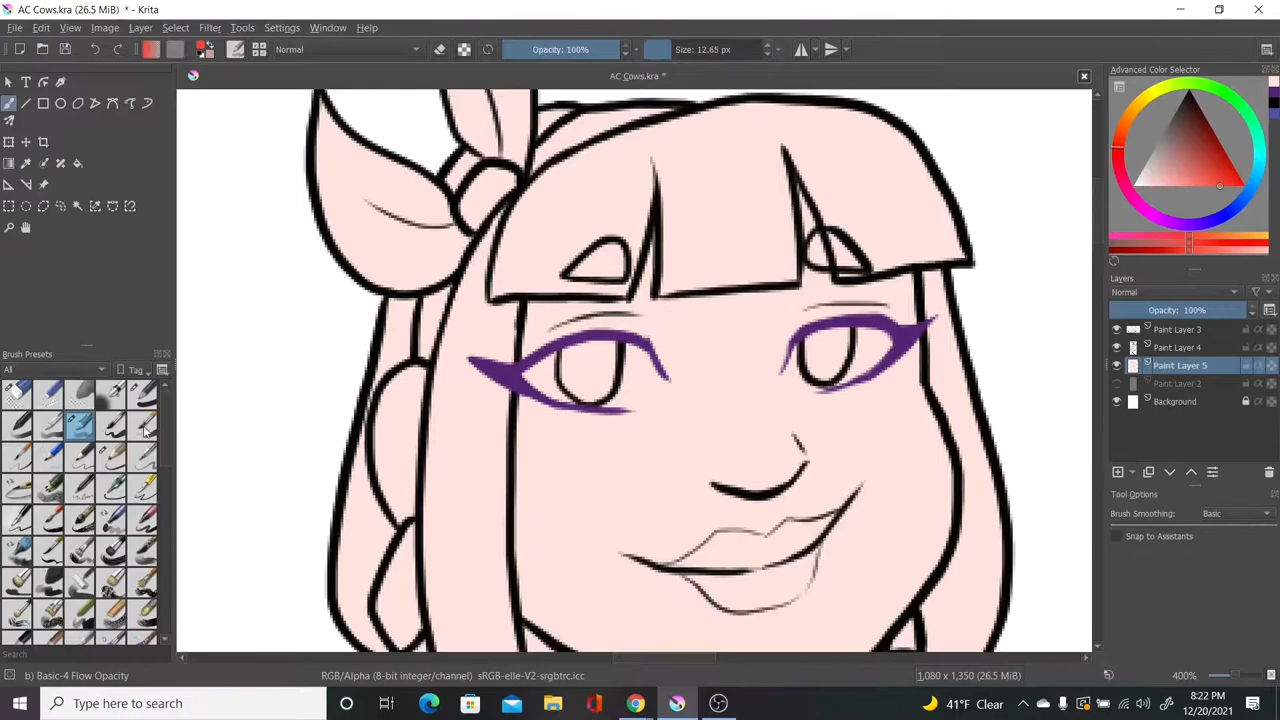 AC Cows.kra (26.5 MiB) * - Krita
File Edit View Image Layer Select Filter Tools Settings Window Help
Normal Opacity: 100% Size: 12.65 px
AC Cows.kra *
Advanced Color Selector
Layers
Normal
Opacity: 100%
Paint Layer 3
Paint Layer 4
Paint Layer 5
Paint Layer 2
Background
Tool Options
Brush Smoothing: Basic
Snap to Assistants
Brush Presets
All Tag
Search
b) Basic-4 Flow Opacity RGB/Alpha (8-bit integer/channel) sRGB-elle-V2-srgbtrc.icc 1,080 x 1,350 (26.5 MiB) 400%
Type here to search 41°F Clear 8:22 PM
12/20/2021